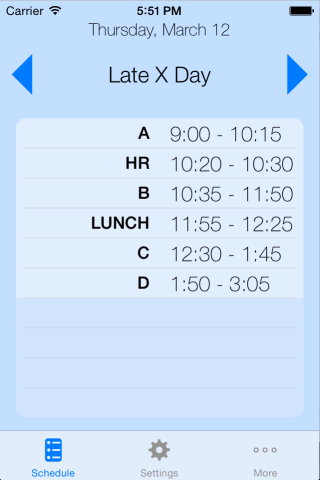 Carrier 5:51 PM
Thursday, March 12
Late X Day
A 9:00 - 10:15
HR 10:20 - 10:30
B 10:35 - 11:50
LUNCH 11:55 - 12:25
C 12:30 - 1:45
D 1:50 - 3:05
Schedule Settings More